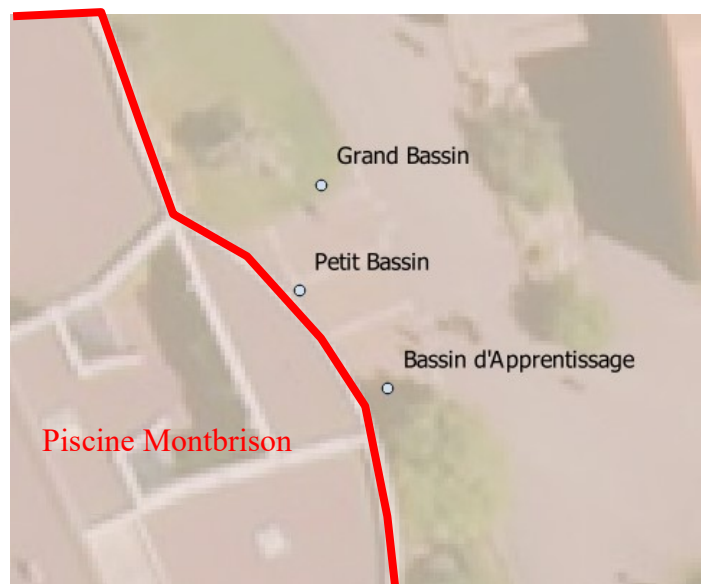 Grand Bassin
Petit Bassin
Bassin d'Apprentissage
Piscine Montbrison